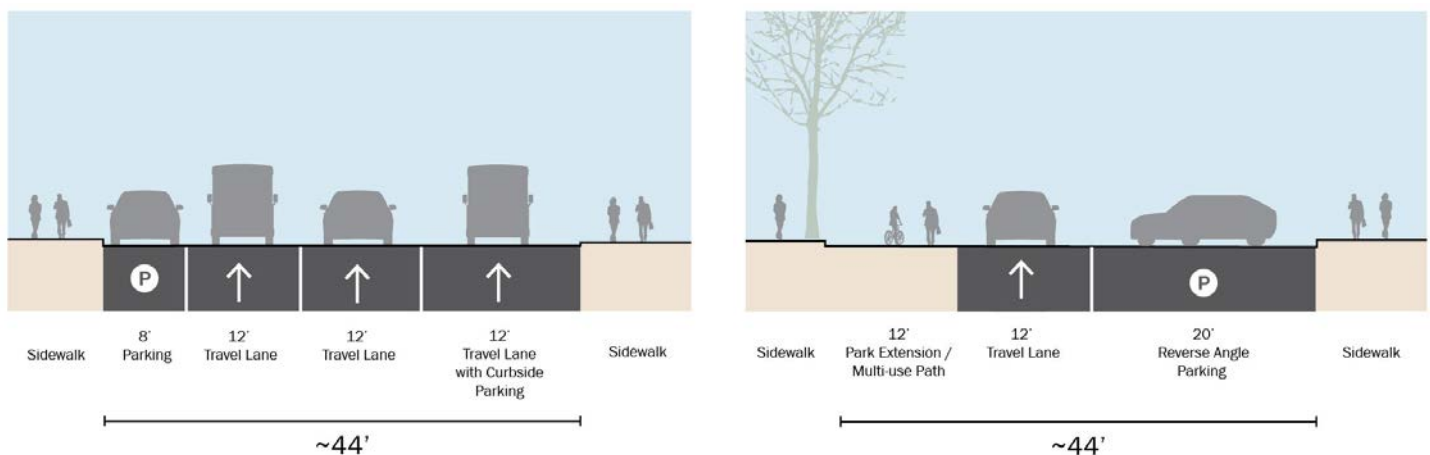 P
Sidewalk
8'
Parking
12'
Travel Lane
12'
Travel Lane
12'
Travel Lane
with Curbside
Parking
Sidewalk
~44'
P
Sidewalk
12'
Park Extension /
Multi-use Path
12'
Travel Lane
20'
Reverse Angle
Parking
Sidewalk
~44'